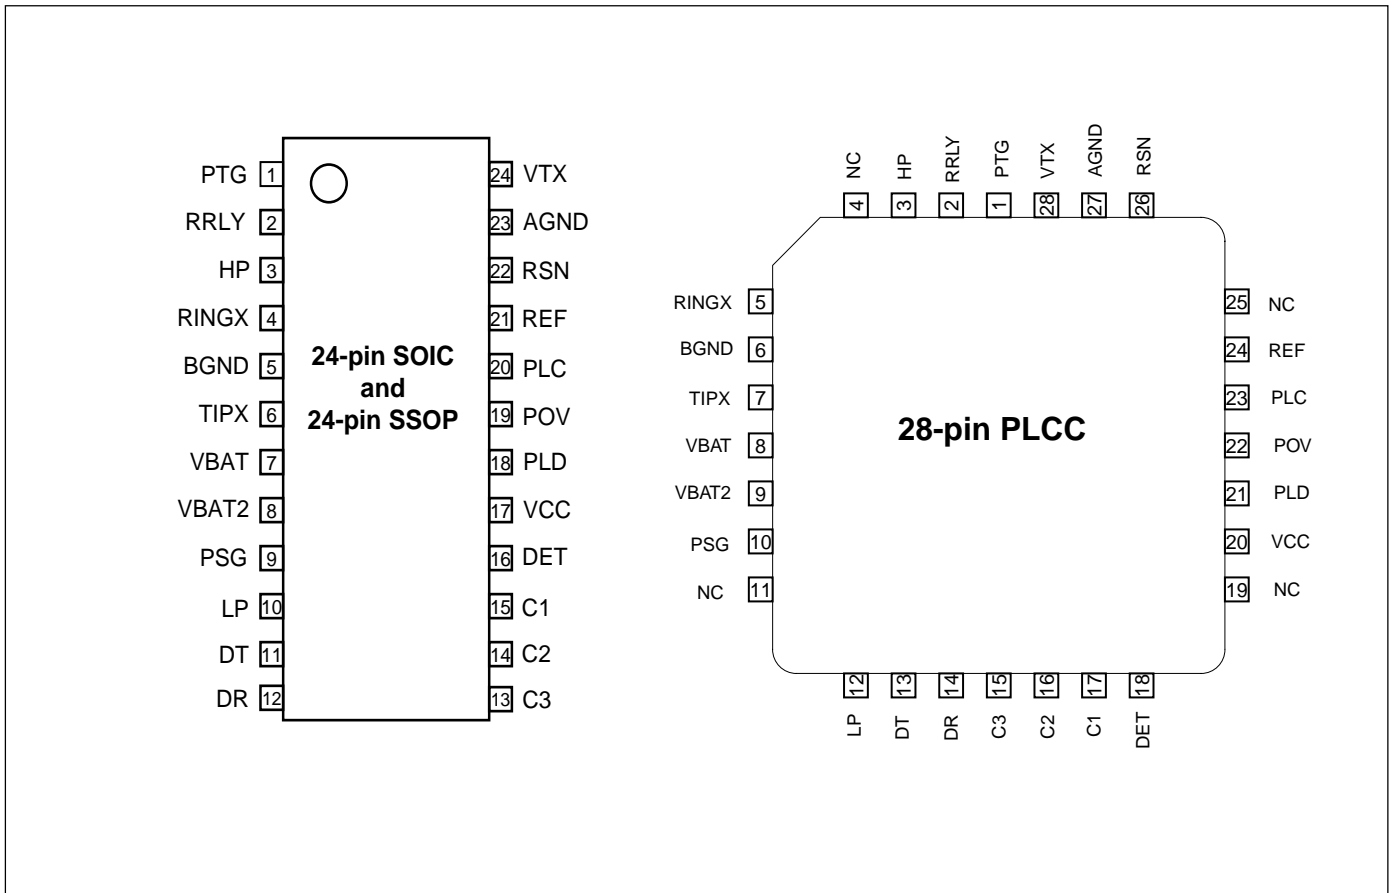 PTG 1
RRLY 2
HP 3
RINGX 4
BGND 5
TIPX 6
VBAT 7
VBAT2 8
PSG 9
LP 10
DT 11
DR 12
24-pin SOIC
and
24-pin SSOP
24 VTX
23 AGND
22 RSN
21 REF
20 PLC
19 POV
18 PLD
17 VCC
16 DET
15 C1
14 C2
13 C3
NC HP RRLY PTG VTX AGND RSN
4 3 2 1 28 27 26
RINGX 5
BGND 6
TIPX 7
VBAT 8
VBAT2 9
PSG 10
NC 11
28-pin PLCC
25 NC
24 REF
23 PLC
22 POV
21 PLD
20 VCC
19 NC
12 13 14 15 16 17 18
LP DT DR C3 C2 C1 DET